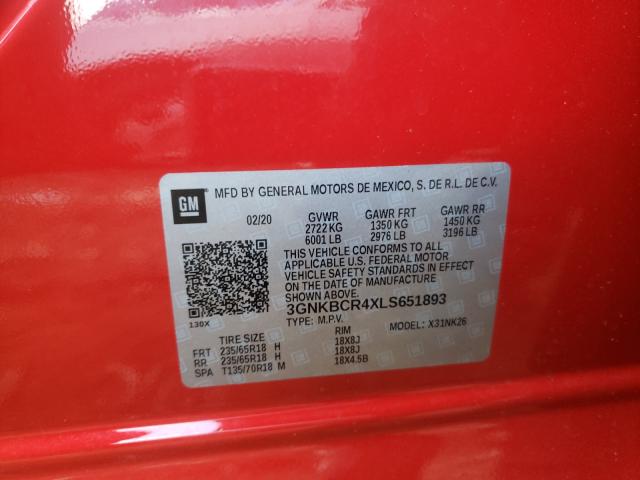 GM
MFD BY GENERAL MOTORS DE MEXICO, S. DE R.L. DE C.V.
02/20 GVWR GAWR FRT GAWR RR
2722 KG 1350 KG 1450 KG
6001 LB 2976 LB 3196 LB
THIS VEHICLE CONFORMS TO ALL
APPLICABLE U.S. FEDERAL MOTOR
VEHICLE SAFETY STANDARDS IN EFFECT
ON THE DATE OF MANUFACTURE
SHOWN ABOVE.
3GNKBCR4XLS651893
130X TYPE: M.P.V. MODEL: X31NK26
TIRE SIZE RIM
FRT 235/65R18 H 18X8J
RR 235/65R18 H 18X8J
SPA T135/70R18 M 18X4.5B